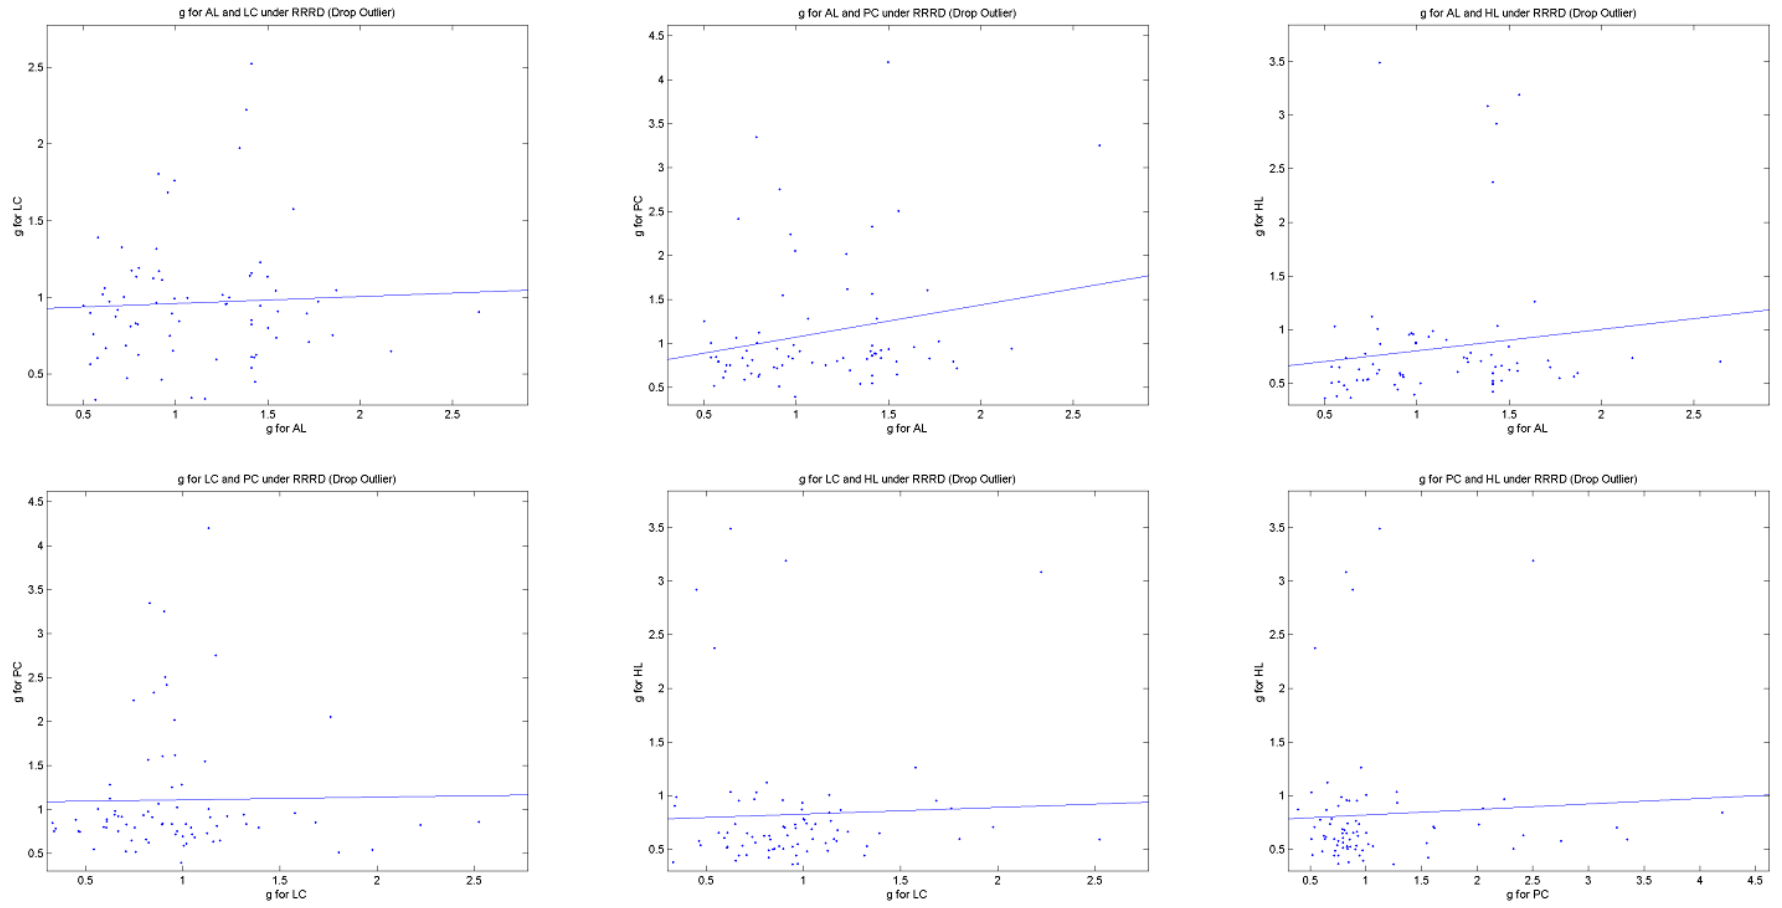 g for AL and LC under RRRD (Drop Outlier)
2.5
2
1.5
1
0.5
g for LC
0.5 1 1.5 2 2.5
g for AL
g for AL and PC under RRRD (Drop Outlier)
4.5
4
3.5
3
2.5
2
1.5
1
0.5
g for PC
0.5 1 1.5 2 2.5
g for AL
g for AL and HL under RRRD (Drop Outlier)
3.5
3
2.5
2
1.5
1
0.5
g for HL
0.5 1 1.5 2 2.5
g for AL
g for LC and PC under RRRD (Drop Outlier)
4.5
4
3.5
3
2.5
2
1.5
1
0.5
g for PC
0.5 1 1.5 2 2.5
g for LC
g for LC and HL under RRRD (Drop Outlier)
3.5
3
2.5
2
1.5
1
0.5
g for HL
0.5 1 1.5 2 2.5
g for LC
g for PC and HL under RRRD (Drop Outlier)
3.5
3
2.5
2
1.5
1
0.5
g for HL
0.5 1 1.5 2 2.5 3 3.5 4 4.5
g for PC